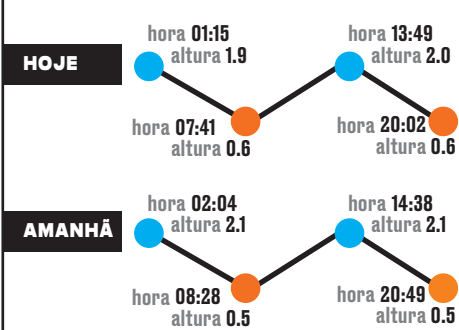 hora 01:15
altura 1.9
hora 13:49
altura 2.0
HOJE
hora 07:41
altura 0.6
hora 20:02
altura 0.6
hora 02:04
altura 2.1
hora 14:38
altura 2.1
AMANHÃ
hora 08:28
altura 0.5
hora 20:49
altura 0.5